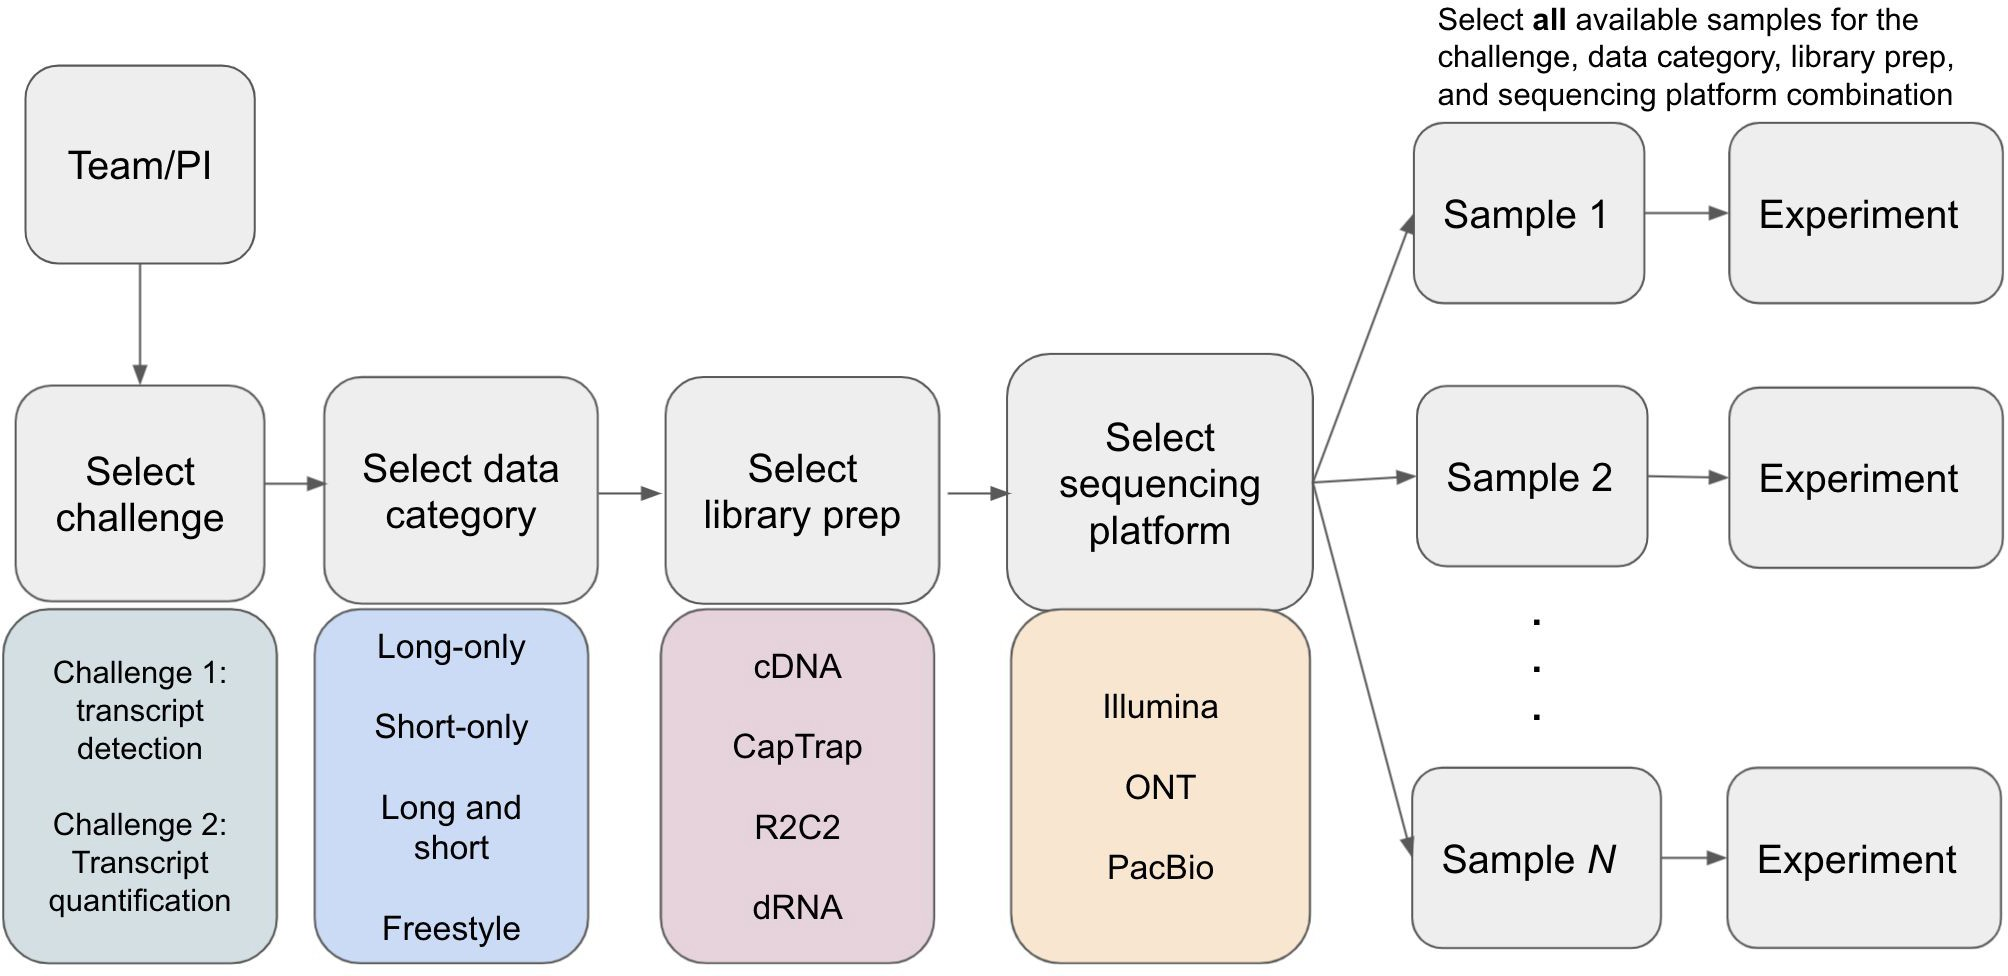 Select all available samples for the
challenge, data category, library prep,
and sequencing platform combination
Team/PI
Sample 1
Experiment
Select
challenge
Select data
category
Select
library prep
Select
sequencing
platform
Sample 2
Experiment
Challenge 1:
transcript
detection
Challenge 2:
Transcript
quantification
Long-only
Short-only
Long and
short
Freestyle
cDNA
CapTrap
R2C2
dRNA
Illumina
ONT
PacBio
.
.
.
Sample N
Experiment